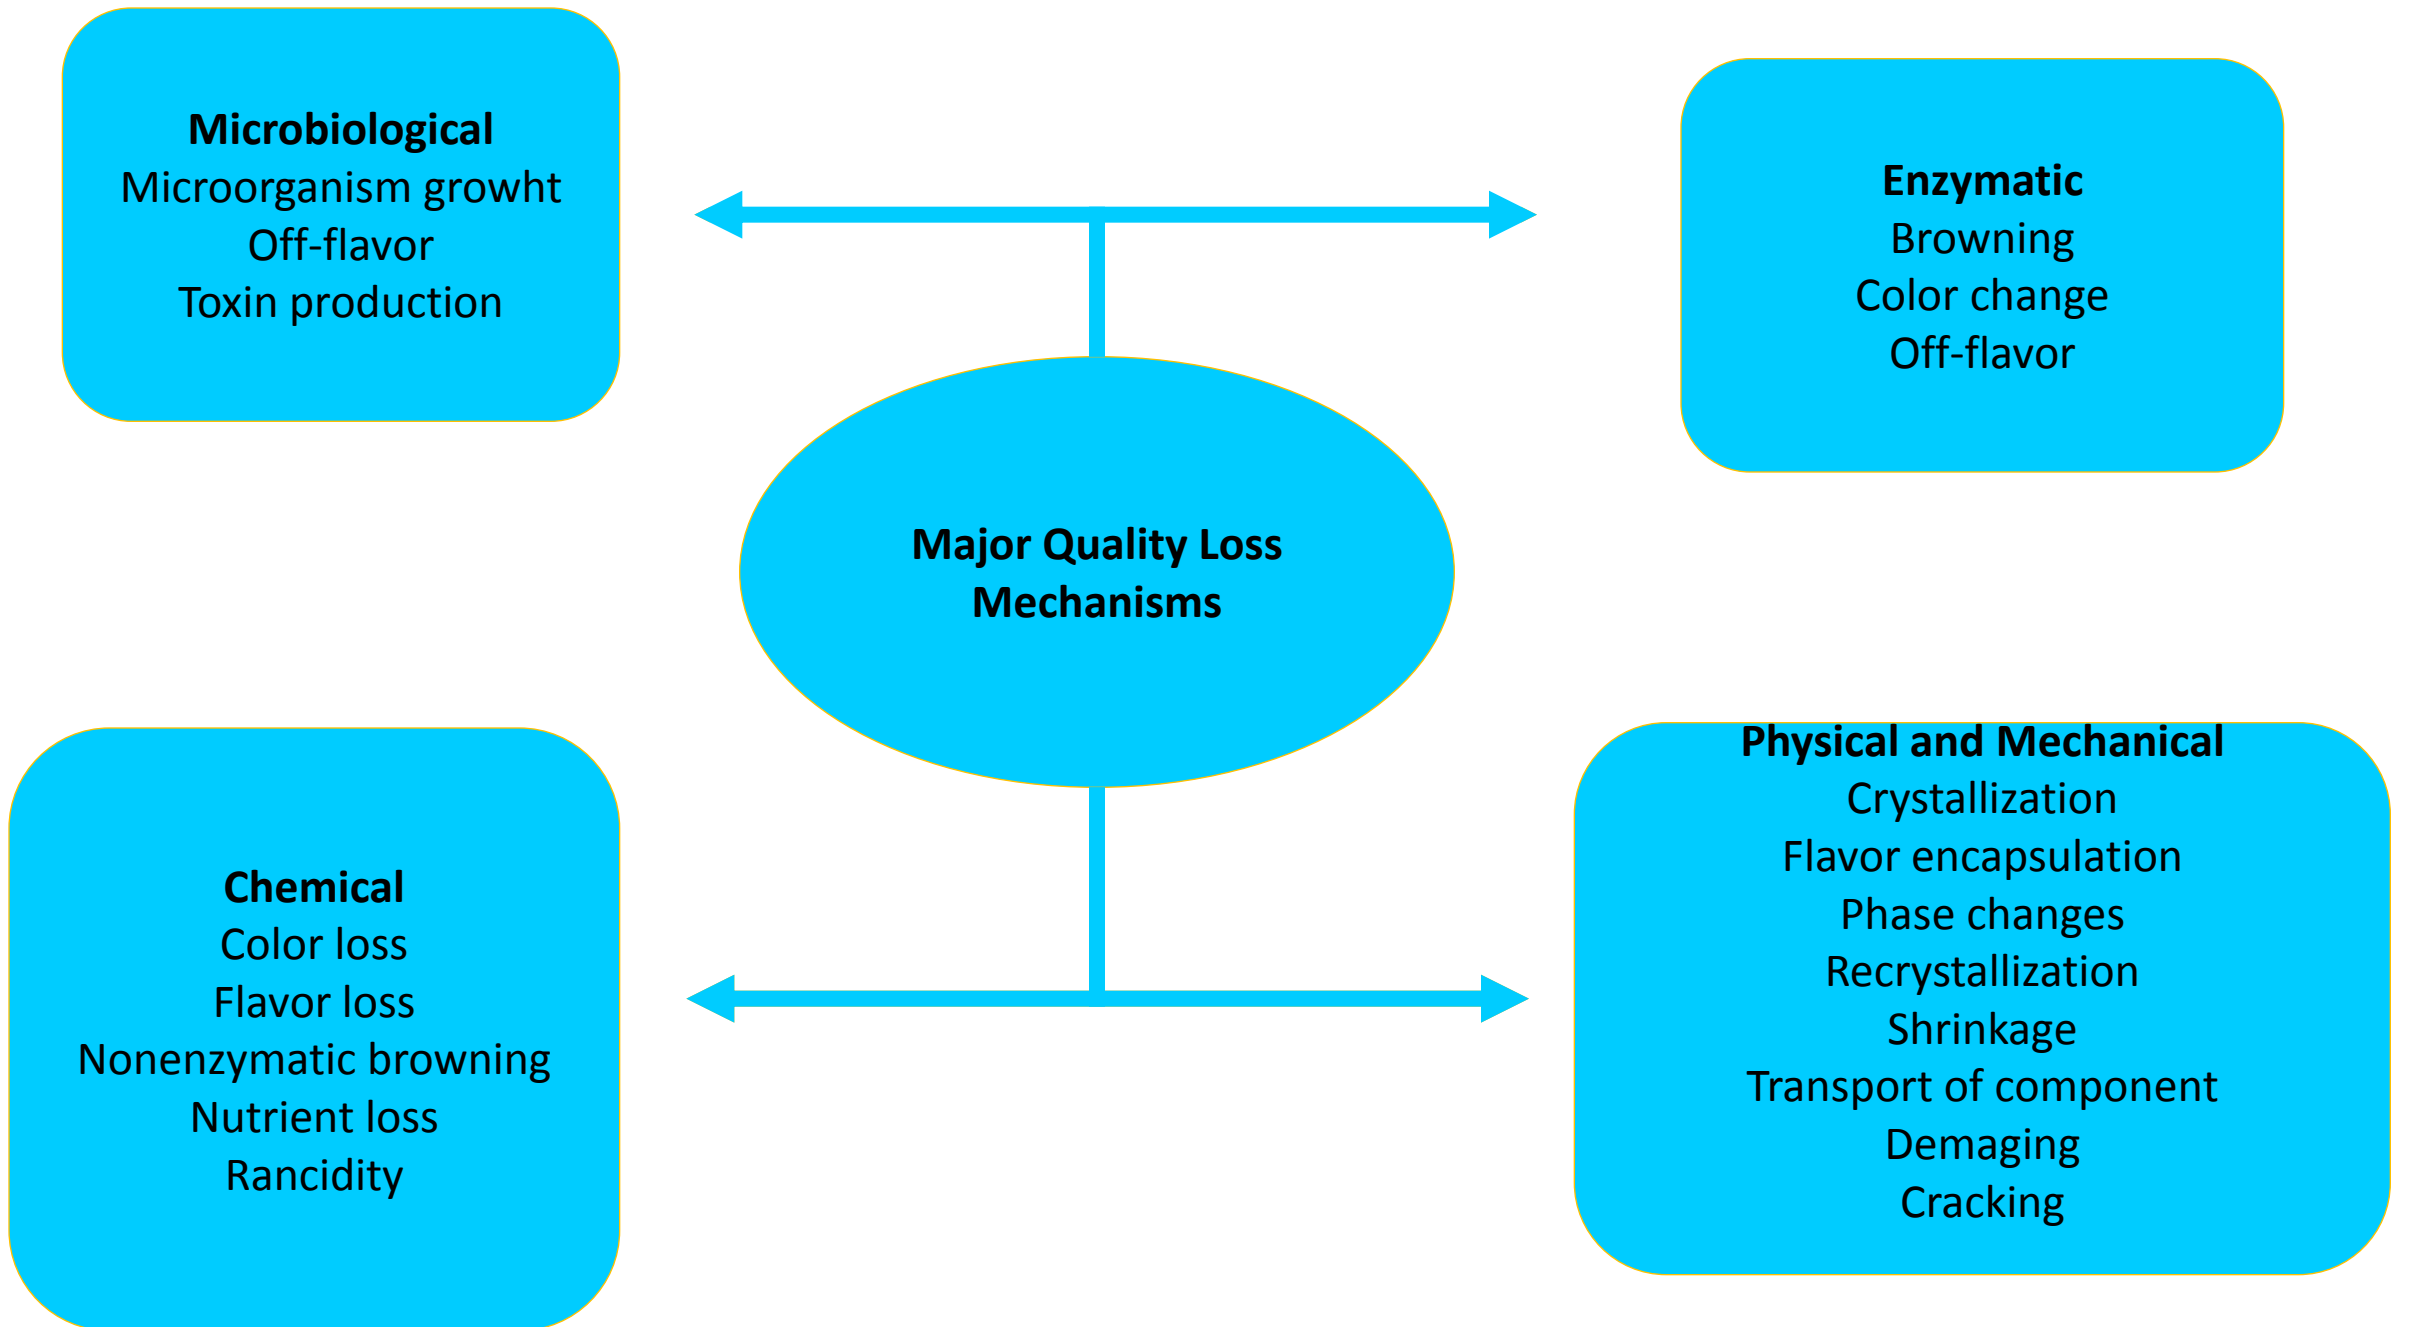 Microbiological
Microorganism growht
Off-flavor
Toxin production
Enzymatic
Browning
Color change
Off-flavor
Major Quality Loss
Mechanisms
Chemical
Color loss
Flavor loss
Nonenzymatic browning
Nutrient loss
Rancidity
Physical and Mechanical
Crystallization
Flavor encapsulation
Phase changes
Recrystallization
Shrinkage
Transport of component
Demaging
Cracking